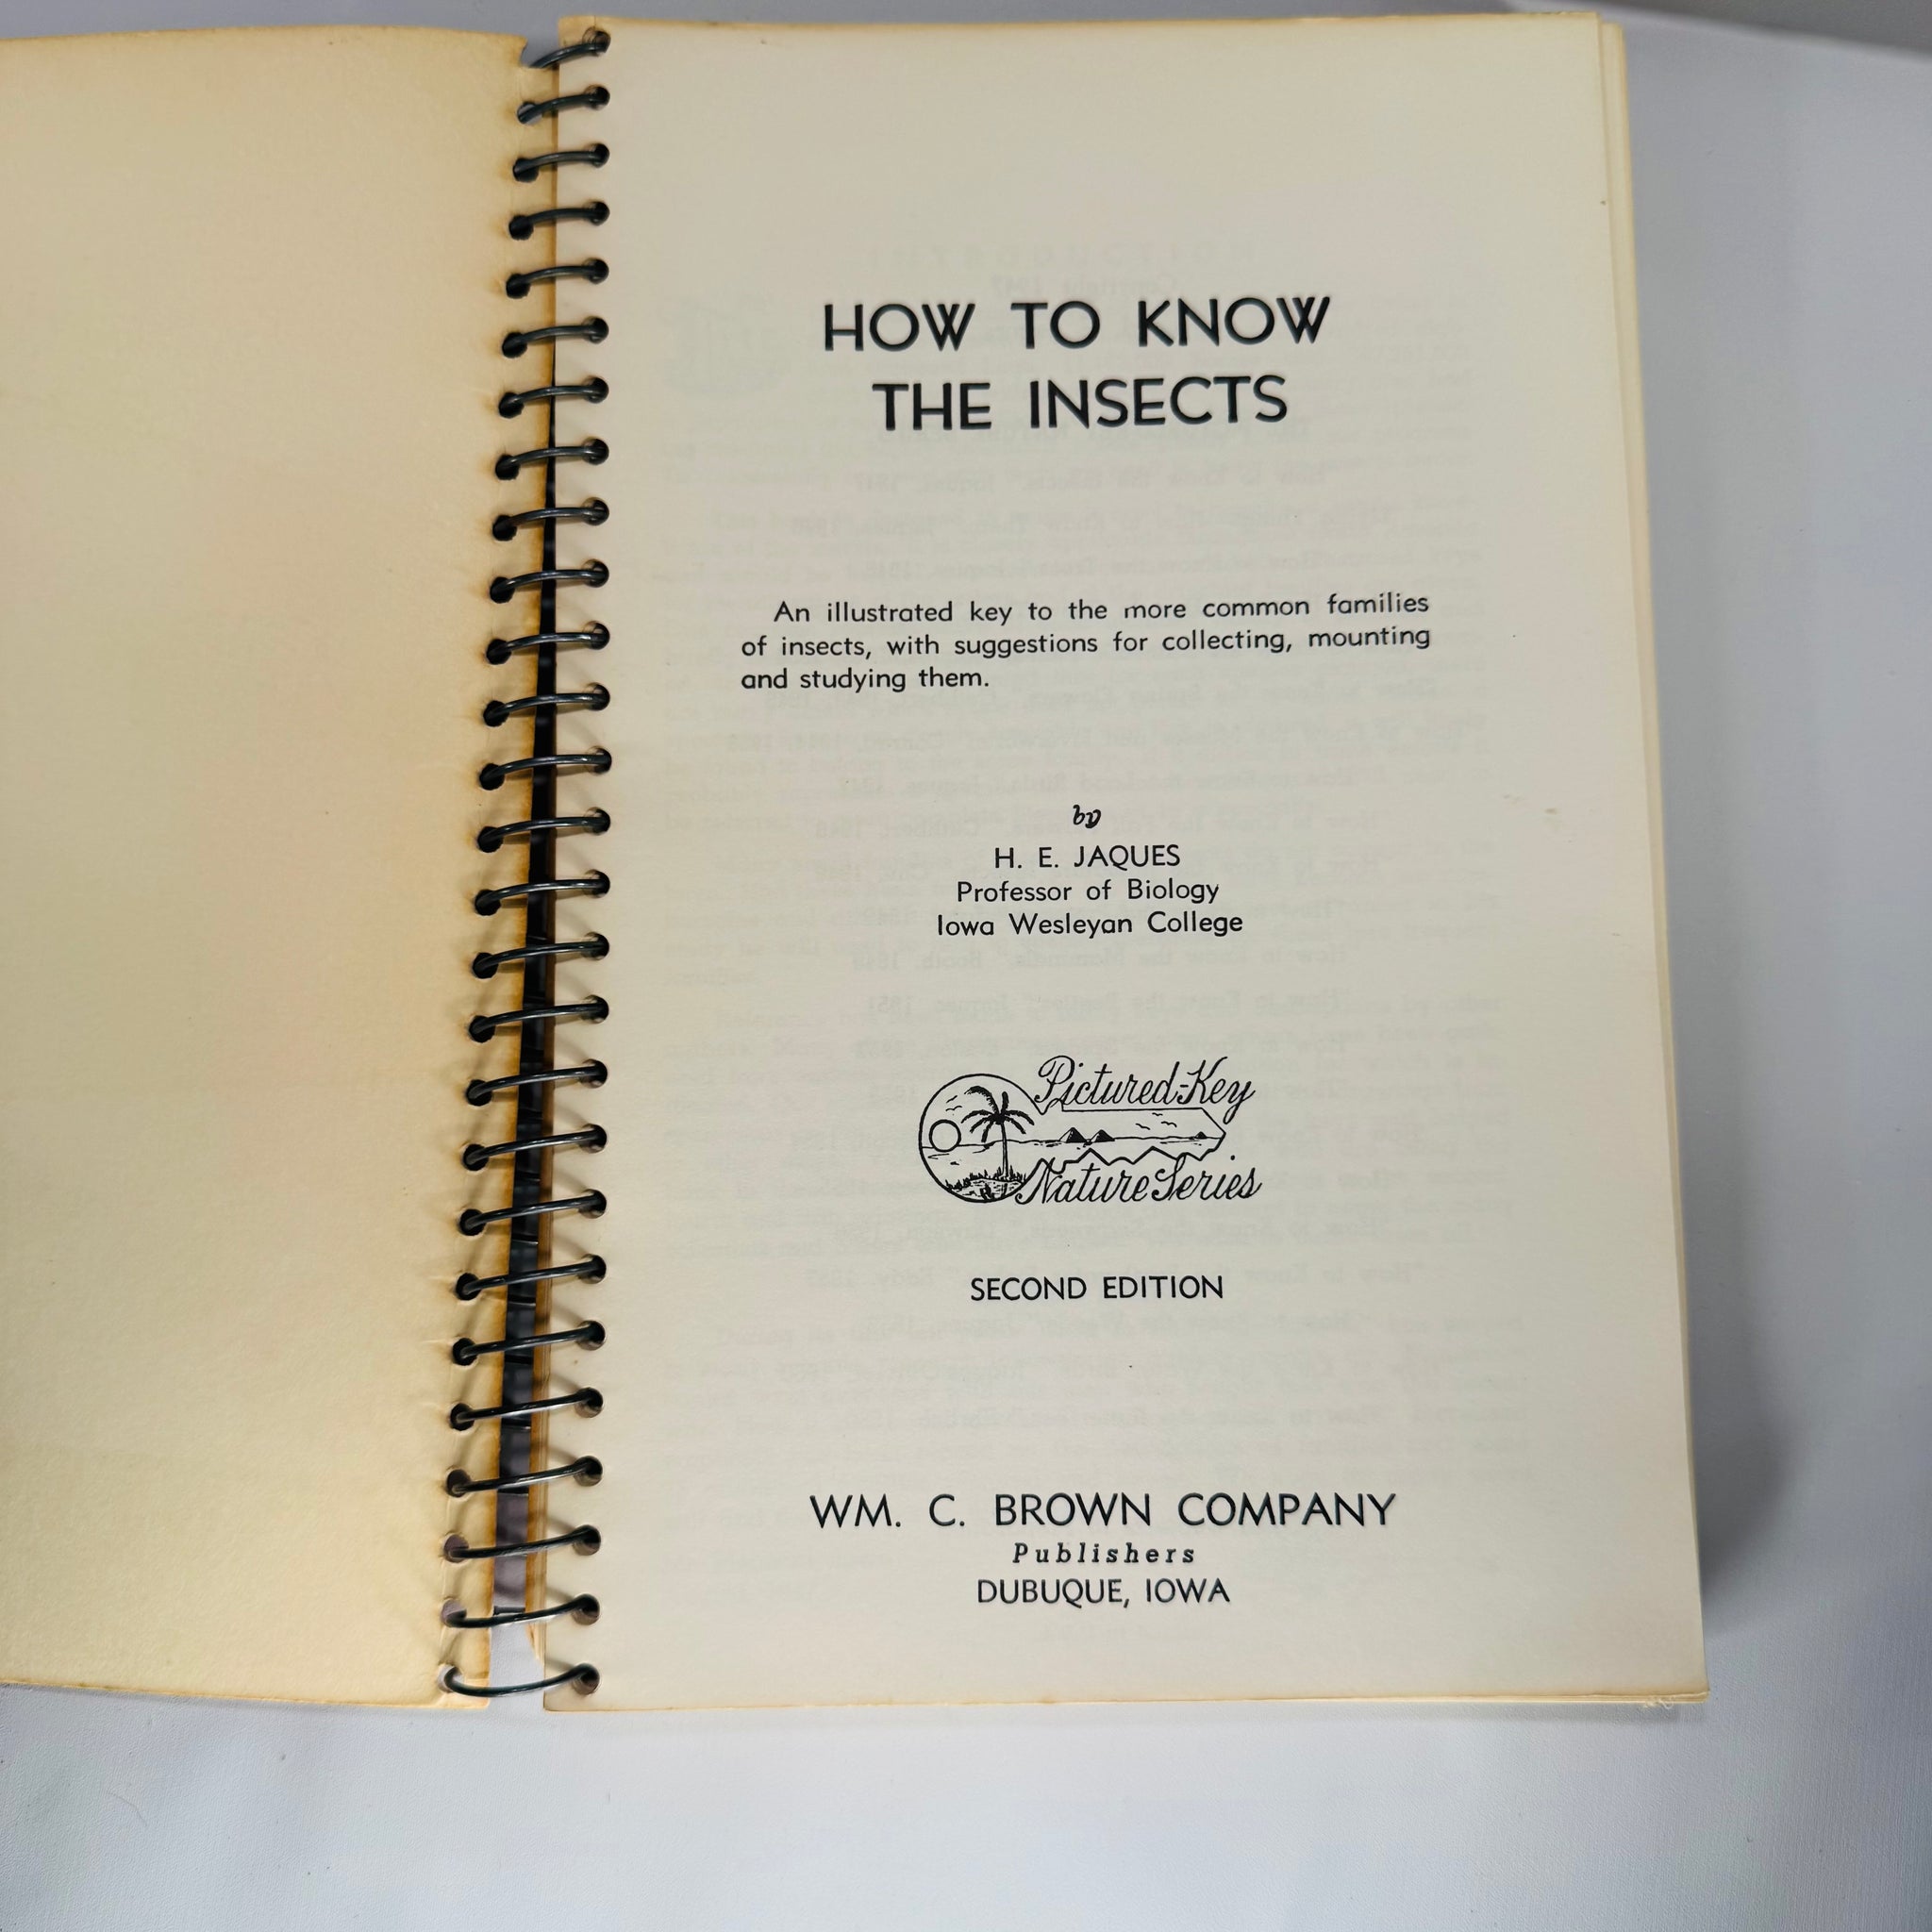 HOW TO KNOW
THE INSECTS
An illustrated key to the more common families
of insects, with suggestions for collecting, mounting
and studying them.
by
H. E. JAQUES
Professor of Biology
Iowa Wesleyan College
Pictured-Key
Nature Series
SECOND EDITION
WM. C. BROWN COMPANY
Publishers
DUBUQUE, IOWA